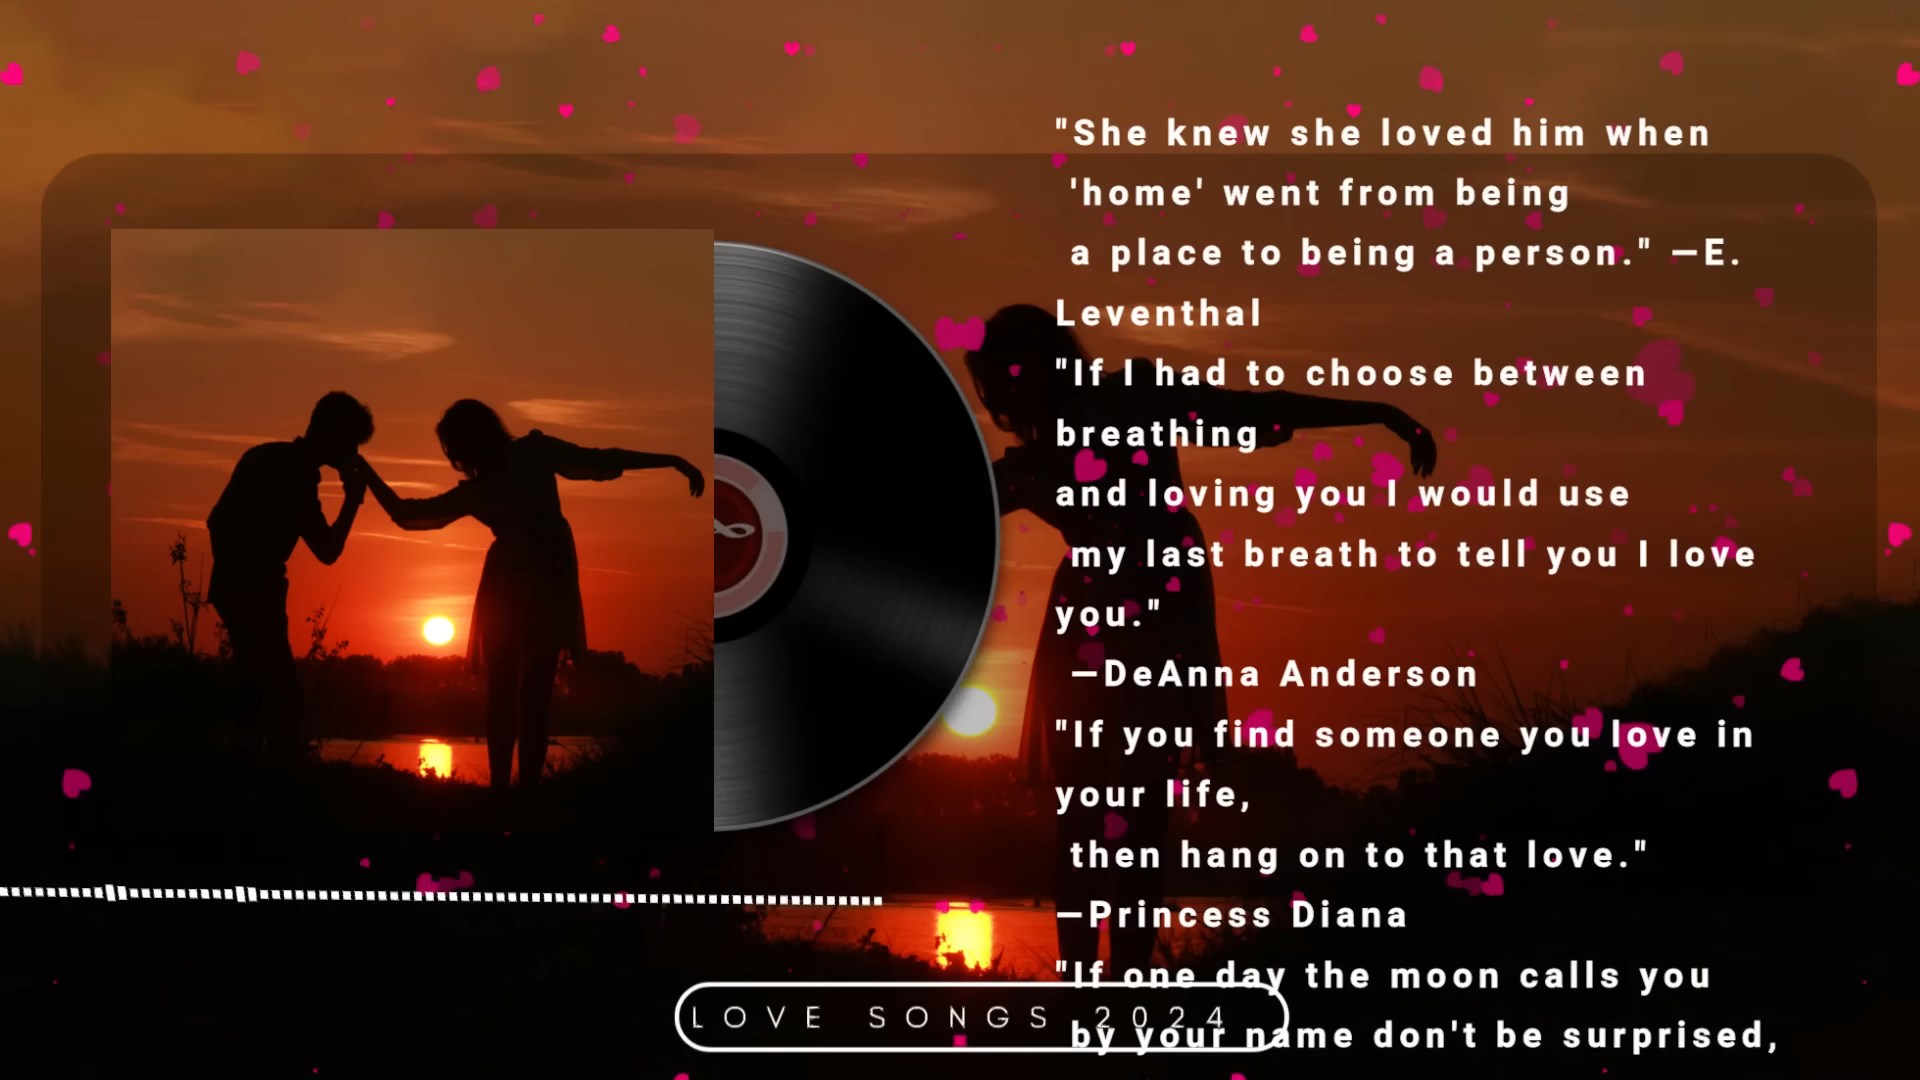 "She knew she loved him when
'home' went from being
a place to being a person." —E.
Leventhal
"If I had to choose between
breathing
and loving you I would use
my last breath to tell you I love
you."
—DeAnna Anderson
"If you find someone you love in
your life,
then hang on to that love."
—Princess Diana
"If one day the moon calls you
by your name don't be surprised,
LOVE SONGS 2024